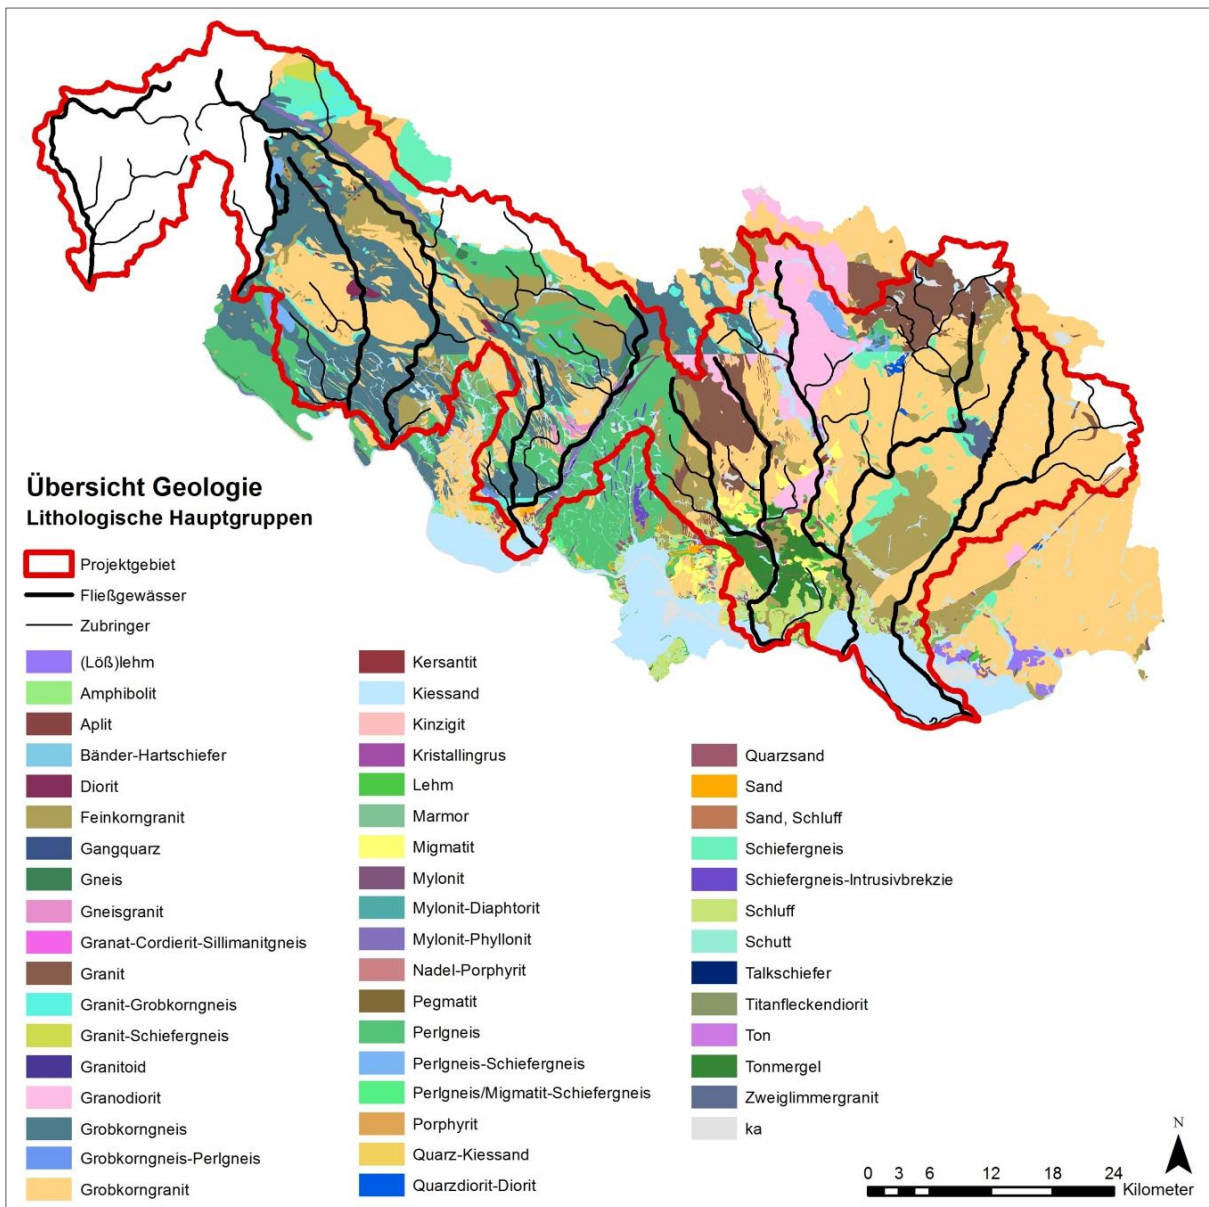 Übersicht Geologie
Lithologische Hauptgruppen
Projektgebiet
Fließgewässer
Zubringer
(Löß)lehm
Amphibolit
Aplit
Bänder-Hartschiefer
Diorit
Feinkorngranit
Gangquarz
Gneis
Gneisgranit
Granat-Cordierit-Sillimanitgneis
Granit
Granit-Grobkorngneis
Granit-Schiefergneis
Granitoid
Granodiorit
Grobkorngneis
Grobkorngneis-Perlgneis
Grobkorngranit
Kersantit
Kiessand
Kinzigit
Kristallingrus
Lehm
Marmor
Migmatit
Mylonit
Mylonit-Diaphtorit
Mylonit-Phyllonit
Nadel-Porphyrit
Pegmatit
Perlgneis
Perlgneis-Schiefergneis
Perlgneis/Migmatit-Schiefergneis
Porphyrit
Quarz-Kiessand
Quarzdiorit-Diorit
Quarzsand
Sand
Sand, Schluff
Schiefergneis
Schiefergneis-Intrusivbrekzie
Schluff
Schutt
Talkschiefer
Titanfleckendiorit
Ton
Tonmergel
Zweiglimmergranit
ka
N
0 3 6 12 18 24
Kilometer